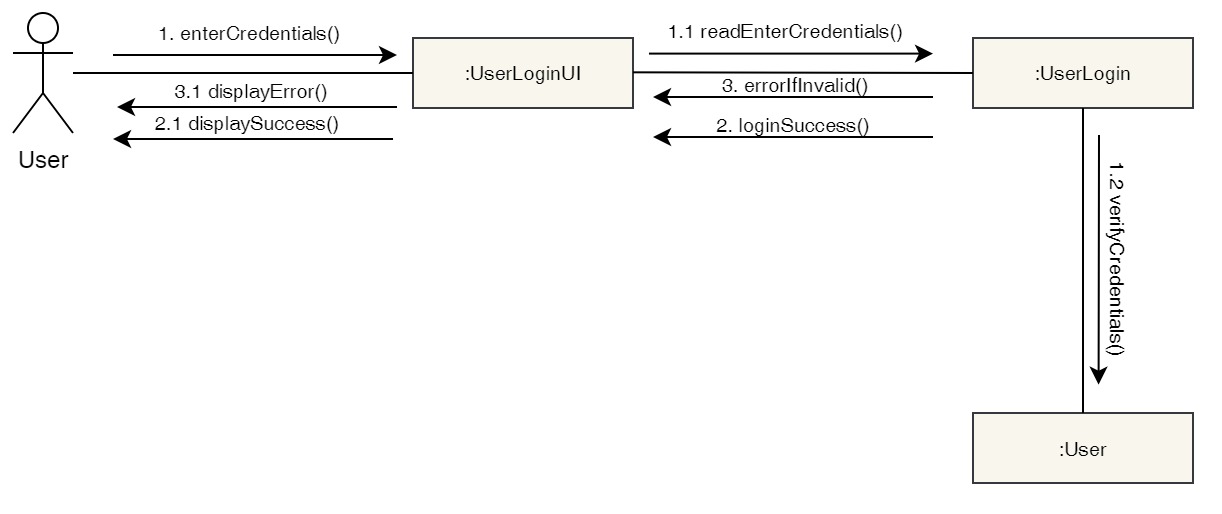 1. enterCredentials()
1.1 readEnterCredentials()
:UserLoginUI
:UserLogin
3.1 displayError()
3. errorIfInvalid()
2.1 displaySuccess()
2. loginSuccess()
User
1.2 verifyCredentials()
:User